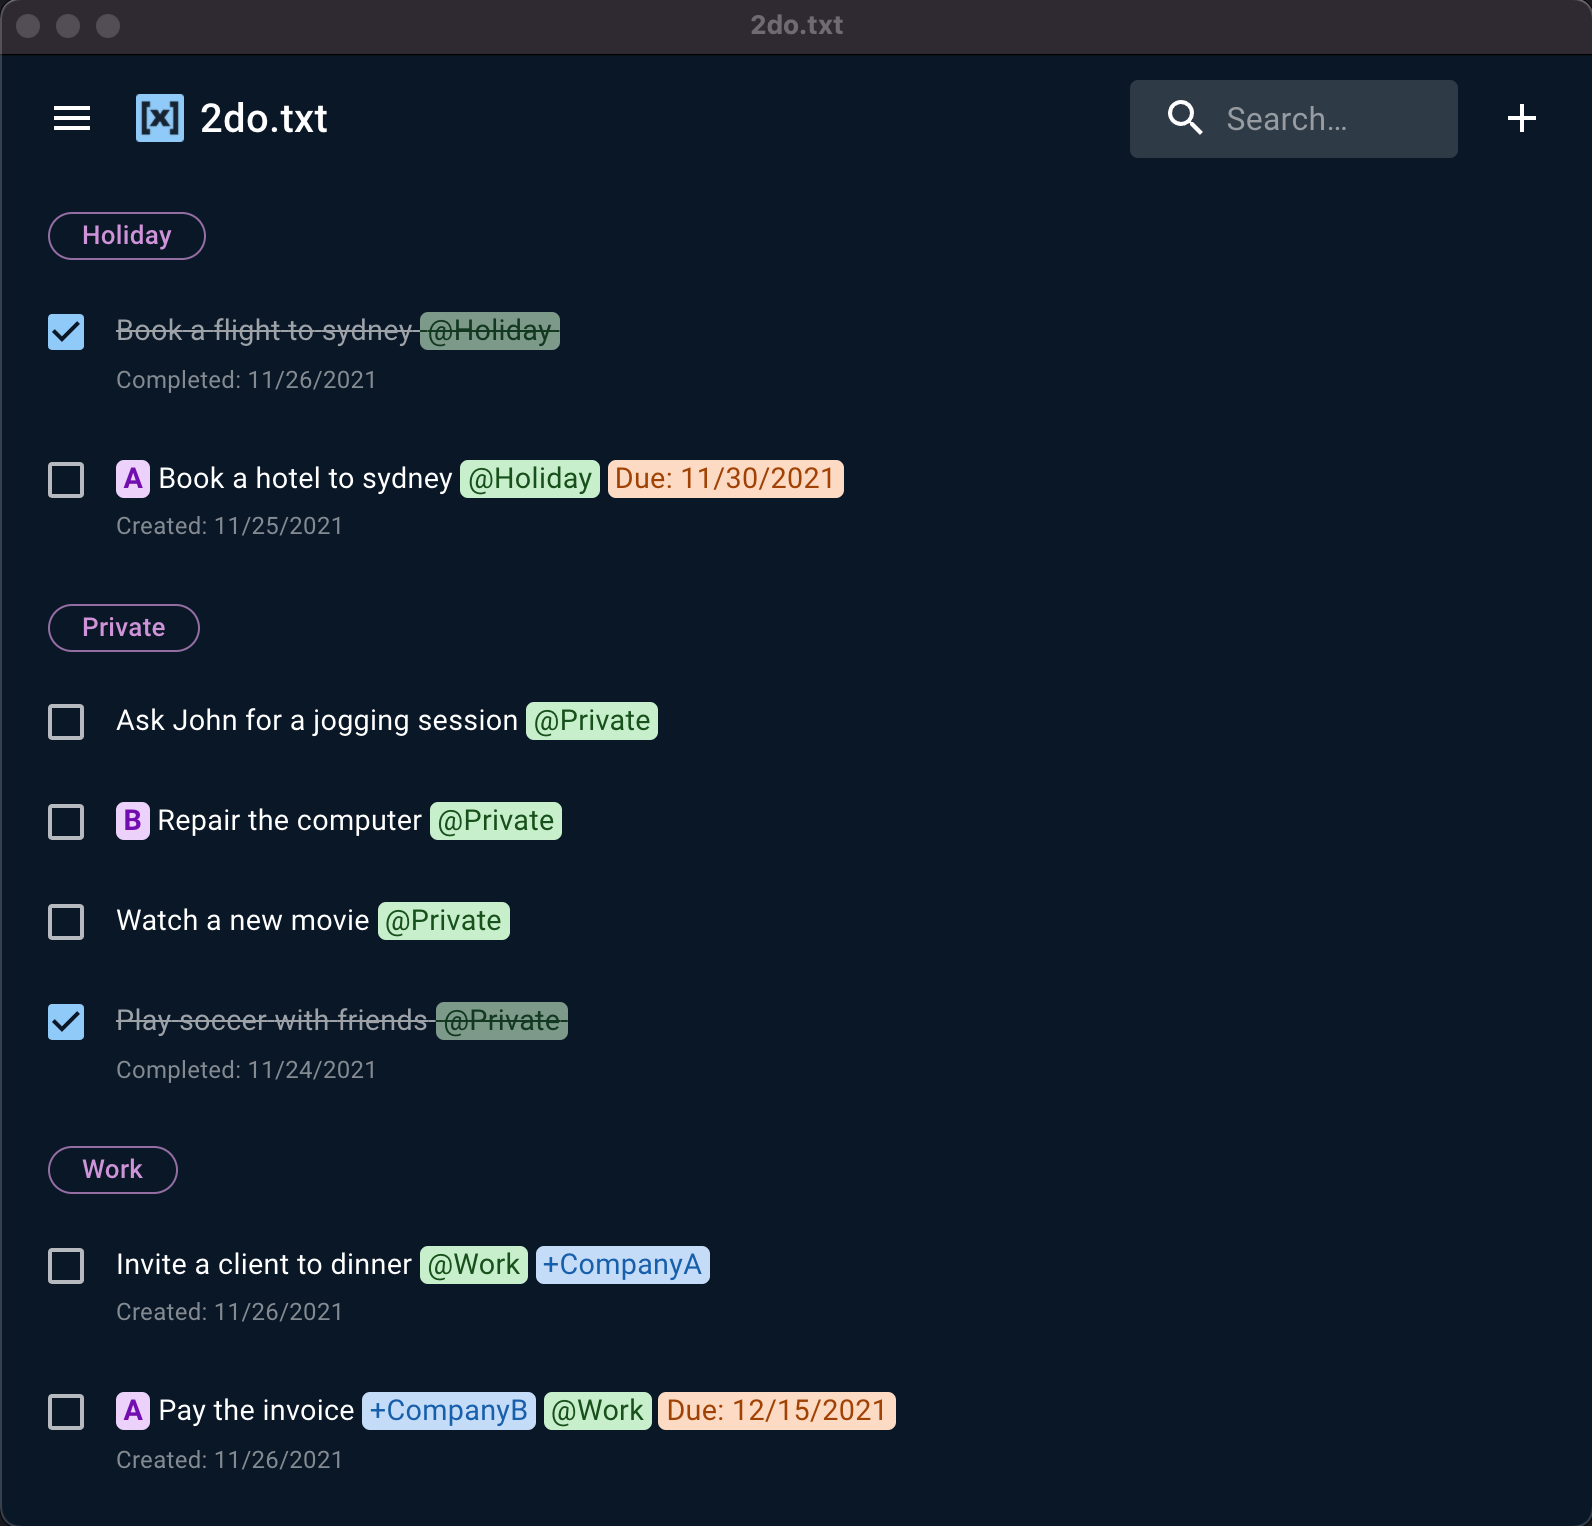 2do.txt
[x] 2do.txt
Search…
Holiday
Book a flight to sydney @Holiday
Completed: 11/26/2021
A Book a hotel to sydney @Holiday Due: 11/30/2021
Created: 11/25/2021
Private
Ask John for a jogging session @Private
B Repair the computer @Private
Watch a new movie @Private
Play soccer with friends @Private
Completed: 11/24/2021
Work
Invite a client to dinner @Work +CompanyA
Created: 11/26/2021
A Pay the invoice +CompanyB @Work Due: 12/15/2021
Created: 11/26/2021